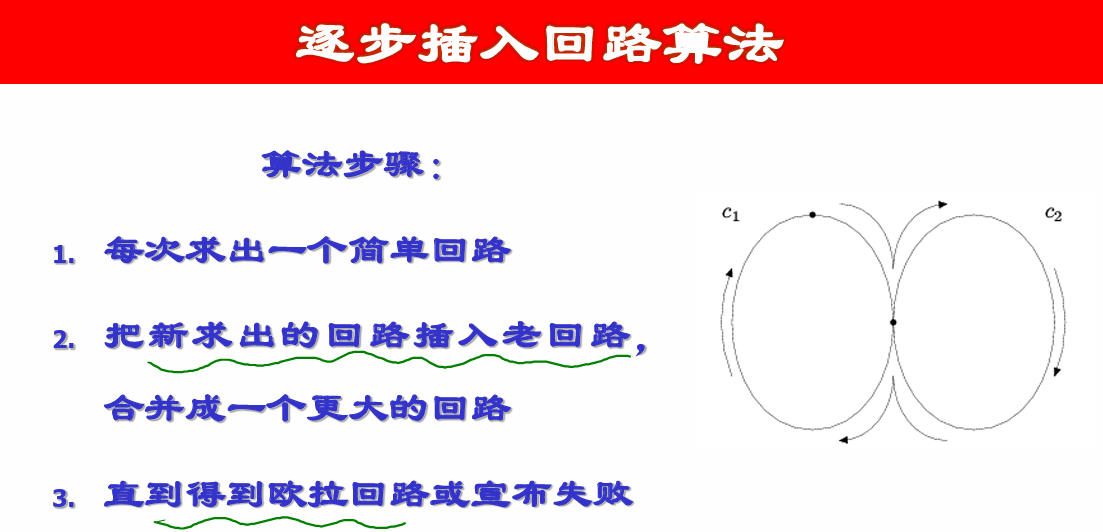 逐步插入回路算法
算法步骤：
1. 每次求出一个简单回路
2. 把新求出的回路插入老回路，
合并成一个更大的回路
3. 直到得到欧拉回路或宣布失败
c₁
c₂